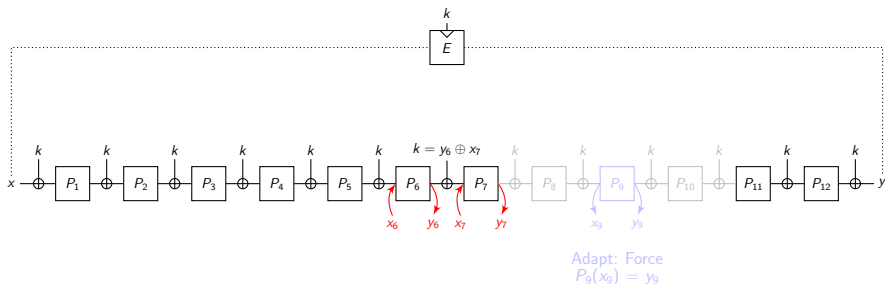 k
E
k k k k k k k = y₆ ⊕ x₇ k k k k k
x P₁ P₂ P₃ P₄ P₅ P₆ P₇ P₈ P₉ P₁₀ P₁₁ P₁₂ y
x₆ y₆ x₇ y₇ x₉ y₉
Adapt: Force
P₉(x₉) = y₉